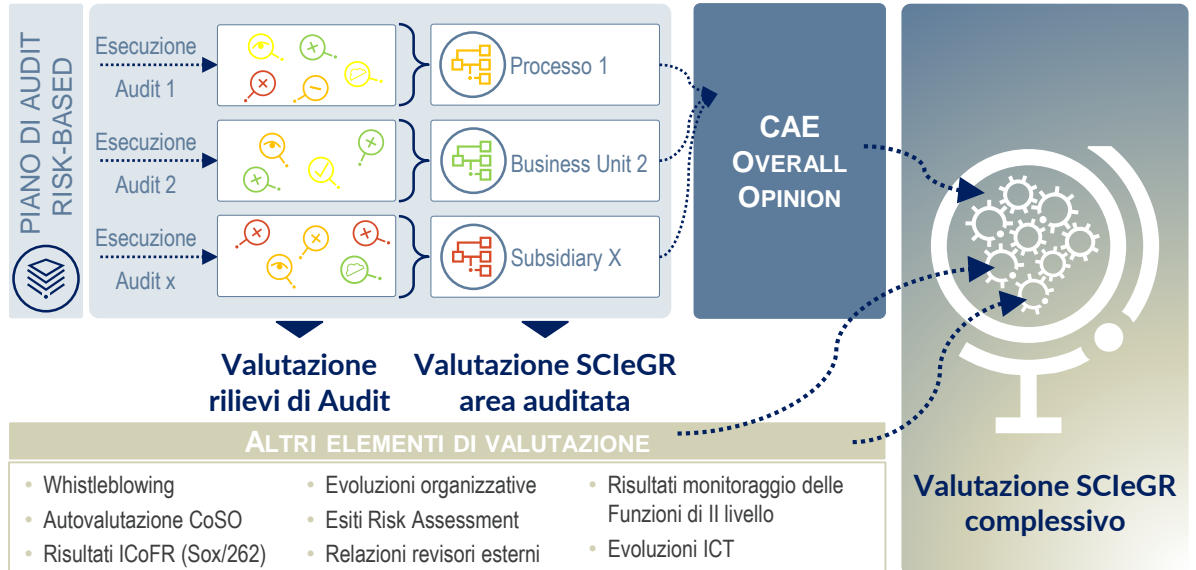 PIANO DI AUDIT
RISK-BASED
Esecuzione
Audit 1
Processo 1
Esecuzione
Audit 2
Business Unit 2
Esecuzione
Audit x
Subsidiary X
CAE
OVERALL
OPINION
Valutazione
rilievi di Audit
Valutazione SCIeGR
area auditata
ALTRI ELEMENTI DI VALUTAZIONE
• Whistleblowing
• Autovalutazione CoSO
• Risultati ICoFR (Sox/262)
• Evoluzioni organizzative
• Esiti Risk Assessment
• Relazioni revisori esterni
• Risultati monitoraggio delle
Funzioni di II livello
• Evoluzioni ICT
Valutazione SCIeGR
complessivo